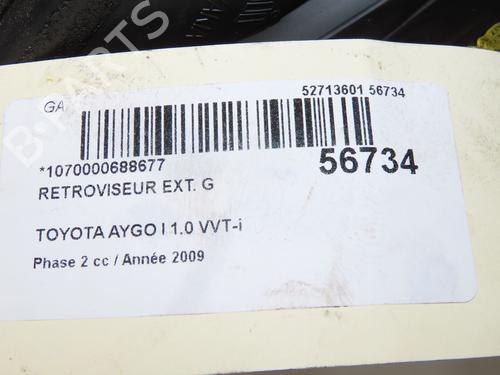 B-PARTS
52713601 56734
GA
*1070000688677
56734
RETROVISEUR EXT. G
TOYOTA AYGO I 1.0 VVT-i
Phase 2 cc / Année 2009